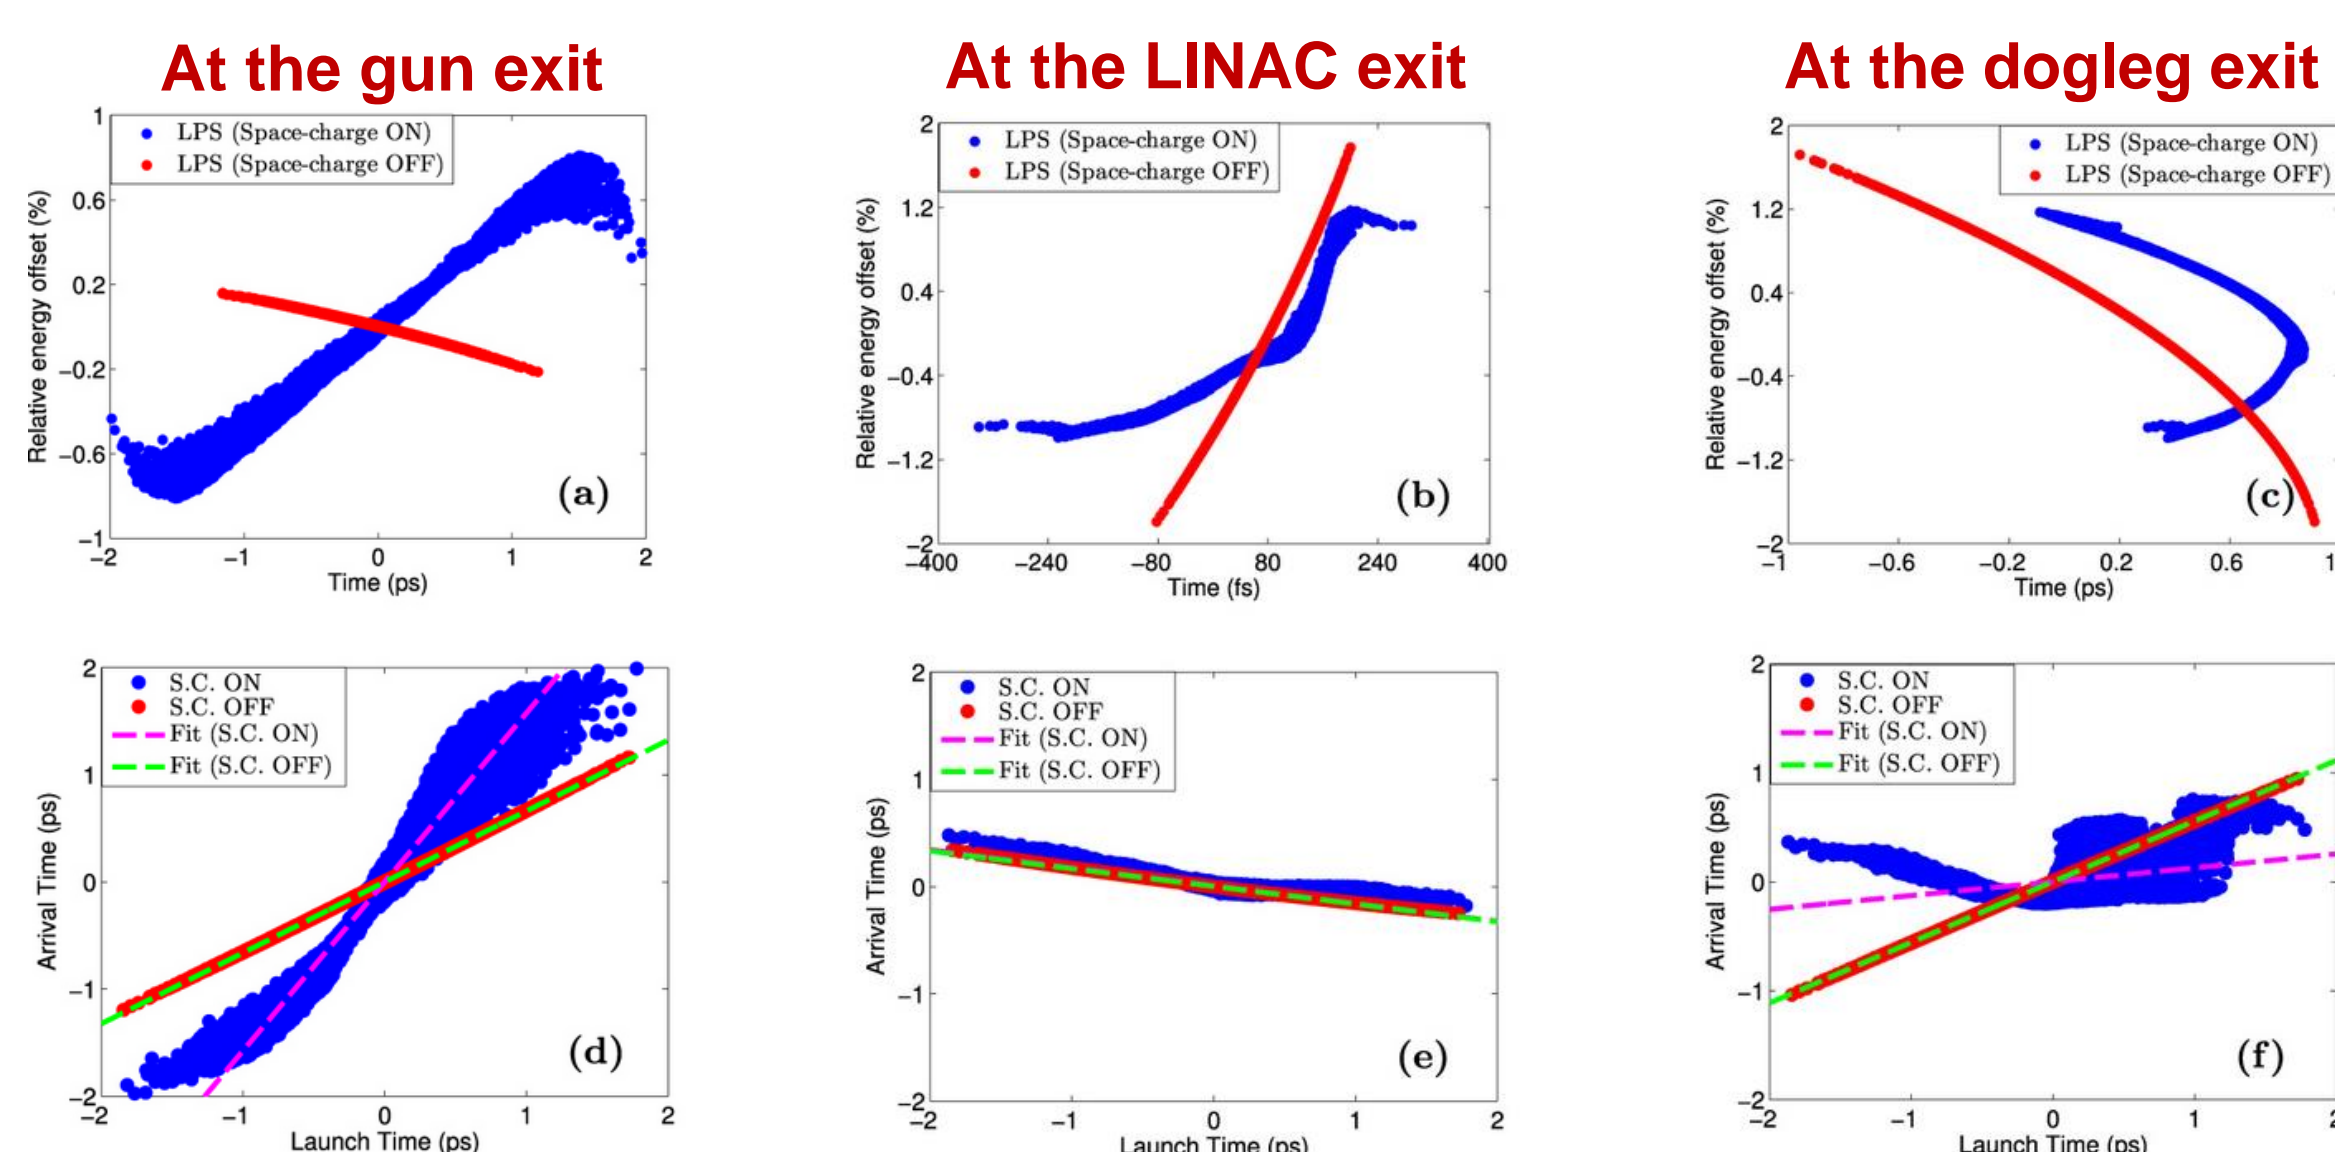 At the gun exit
At the LINAC exit
At the dogleg exit
LPS (Space-charge ON)
LPS (Space-charge OFF)
1
0.6
0.2
−0.2
−0.6
−1
−2
−1
0
1
2
Relative energy offset (%)
Time (ps)
(a)
LPS (Space-charge ON)
LPS (Space-charge OFF)
2
1.2
0.4
−0.4
−1.2
−2
−400
−240
−80
80
240
400
Relative energy offset (%)
Time (fs)
(b)
LPS (Space-charge ON)
LPS (Space-charge OFF)
2
1.2
0.4
−0.4
−1.2
−2
−1
−0.6
−0.2
0.2
0.6
1
Relative energy offset (%)
Time (ps)
(c)
S.C. ON
S.C. OFF
Fit (S.C. ON)
Fit (S.C. OFF)
2
1
0
−1
−2
−2
−1
0
1
2
Arrival Time (ps)
Launch Time (ps)
(d)
S.C. ON
S.C. OFF
Fit (S.C. ON)
Fit (S.C. OFF)
2
1
0
−1
−2
−2
−1
0
1
2
Arrival Time (ps)
Launch Time (ps)
(e)
S.C. ON
S.C. OFF
Fit (S.C. ON)
Fit (S.C. OFF)
2
1
0
−1
−2
−2
−1
0
1
2
Arrival Time (ps)
Launch Time (ps)
(f)